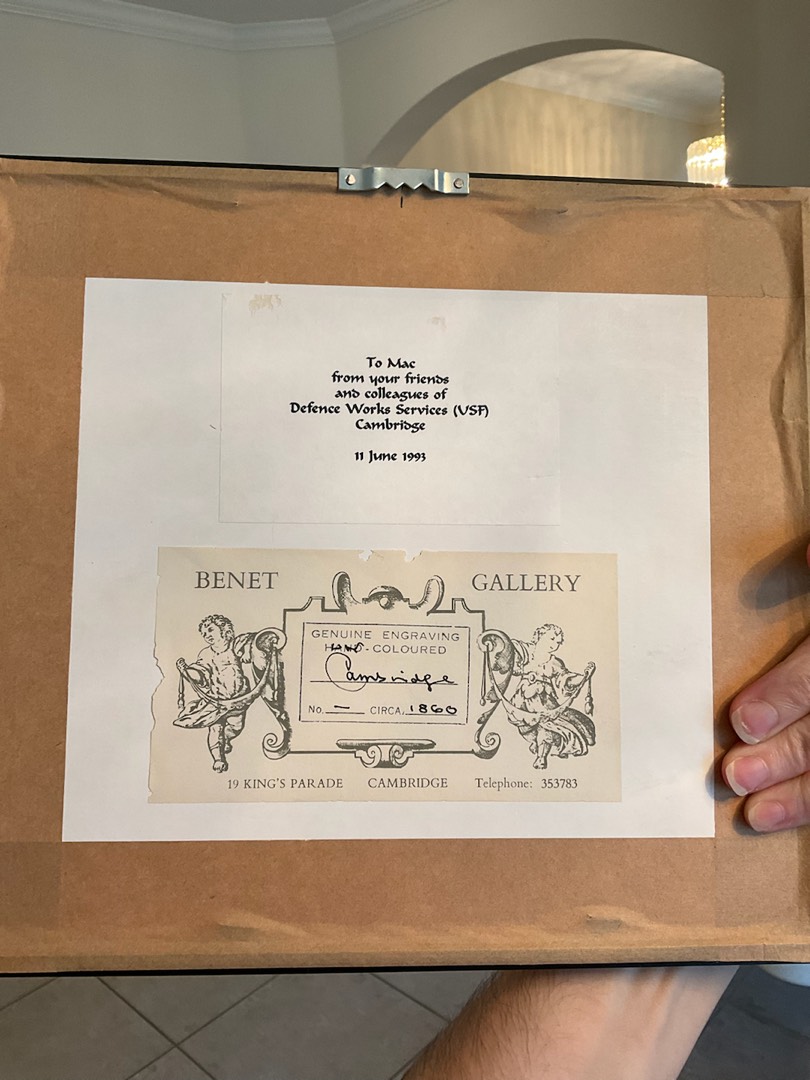 To Mac
from your friends
and colleagues of
Defence Works Services (USF)
Cambridge
11 June 1993
BENET GALLERY
GENUINE ENGRAVING
HAND-COLOURED
Cambridge
No. – CIRCA, 1860
19 KING'S PARADE CAMBRIDGE Telephone: 353783